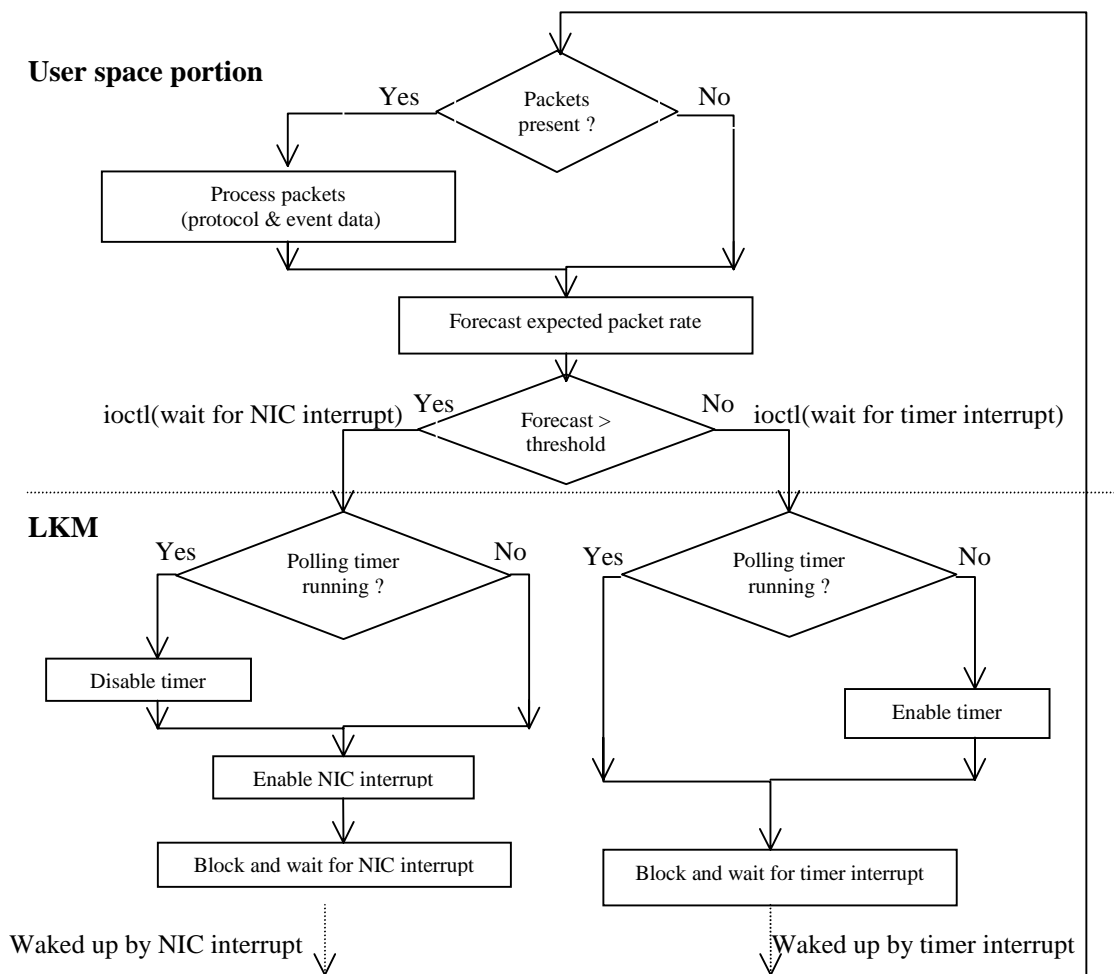 User space portion
Yes
No
Packets
present ?
Process packets
(protocol & event data)
Forecast expected packet rate
ioctl(wait for NIC interrupt)
Yes
No
ioctl(wait for timer interrupt)
Forecast >
threshold
LKM
Yes
No
Polling timer
running ?
Yes
No
Polling timer
running ?
Disable timer
Enable timer
Enable NIC interrupt
Block and wait for NIC interrupt
Block and wait for timer interrupt
Waked up by NIC interrupt
Waked up by timer interrupt